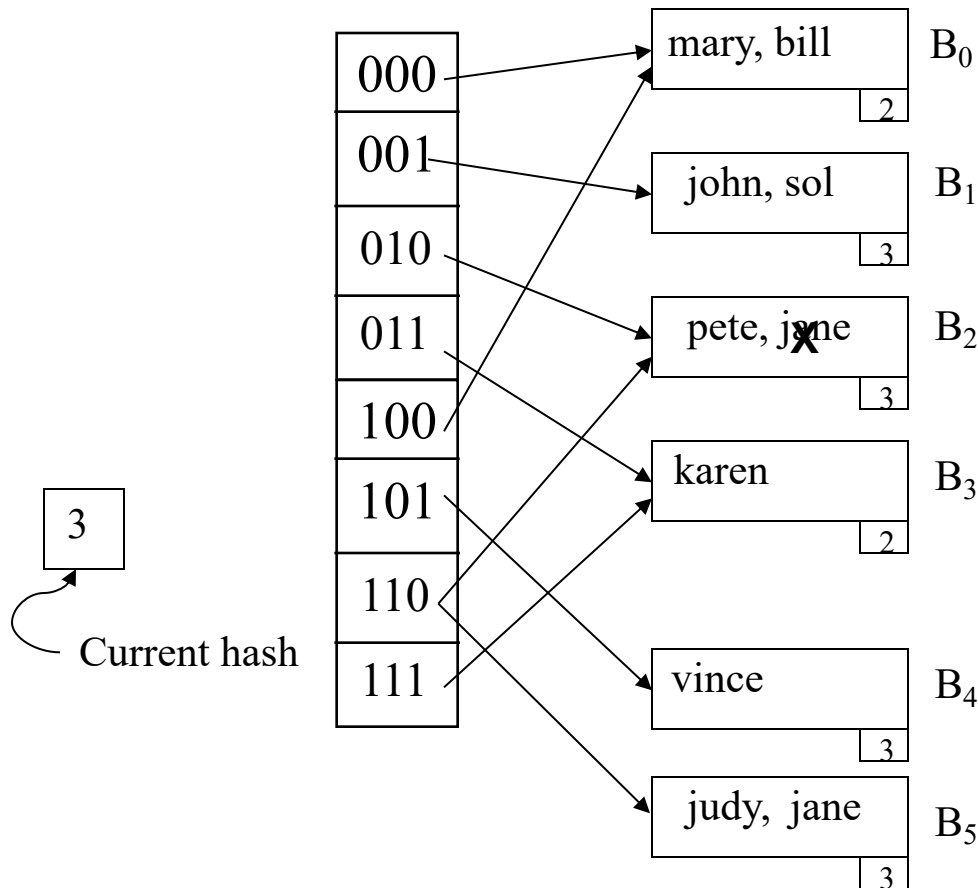 000
001
010
011
100
101
110
111
3
Current hash
mary, bill
B0
2
john, sol
B1
3
pete, jane
X
B2
3
karen
B3
2
vince
B4
3
judy, jane
B5
3